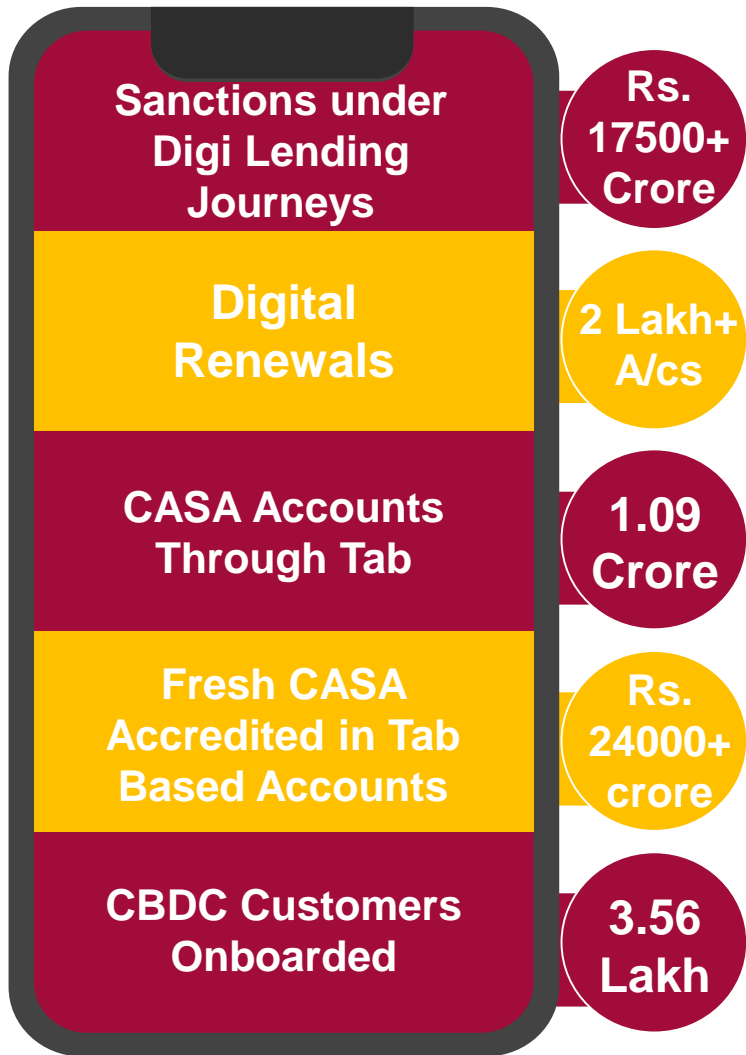 Sanctions under
Digi Lending
Journeys
Rs.
17500+
Crore
Digital
Renewals
2 Lakh+
A/cs
CASA Accounts
Through Tab
1.09
Crore
Fresh CASA
Accredited in Tab
Based Accounts
Rs.
24000+
crore
CBDC Customers
Onboarded
3.56
Lakh